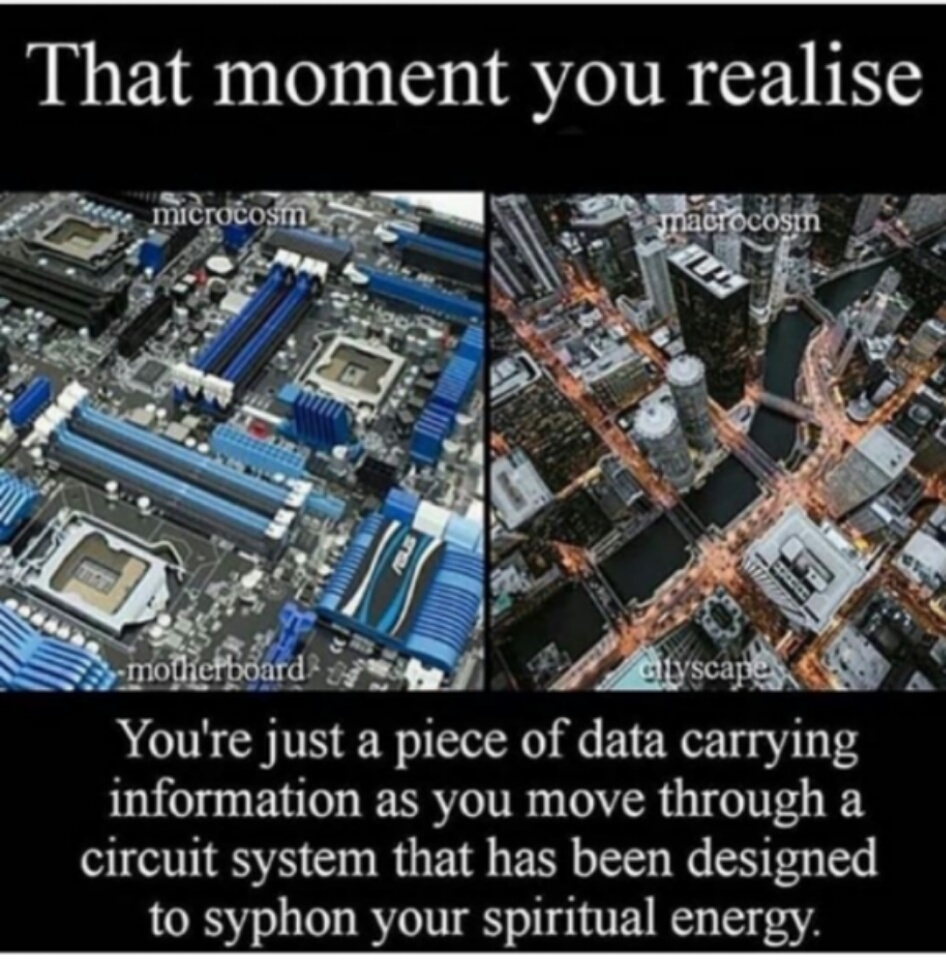 That moment you realise
microcosm
macrocosm
ASUS
motherboard
cityscape
You're just a piece of data carrying
information as you move through a
circuit system that has been designed
to syphon your spiritual energy.